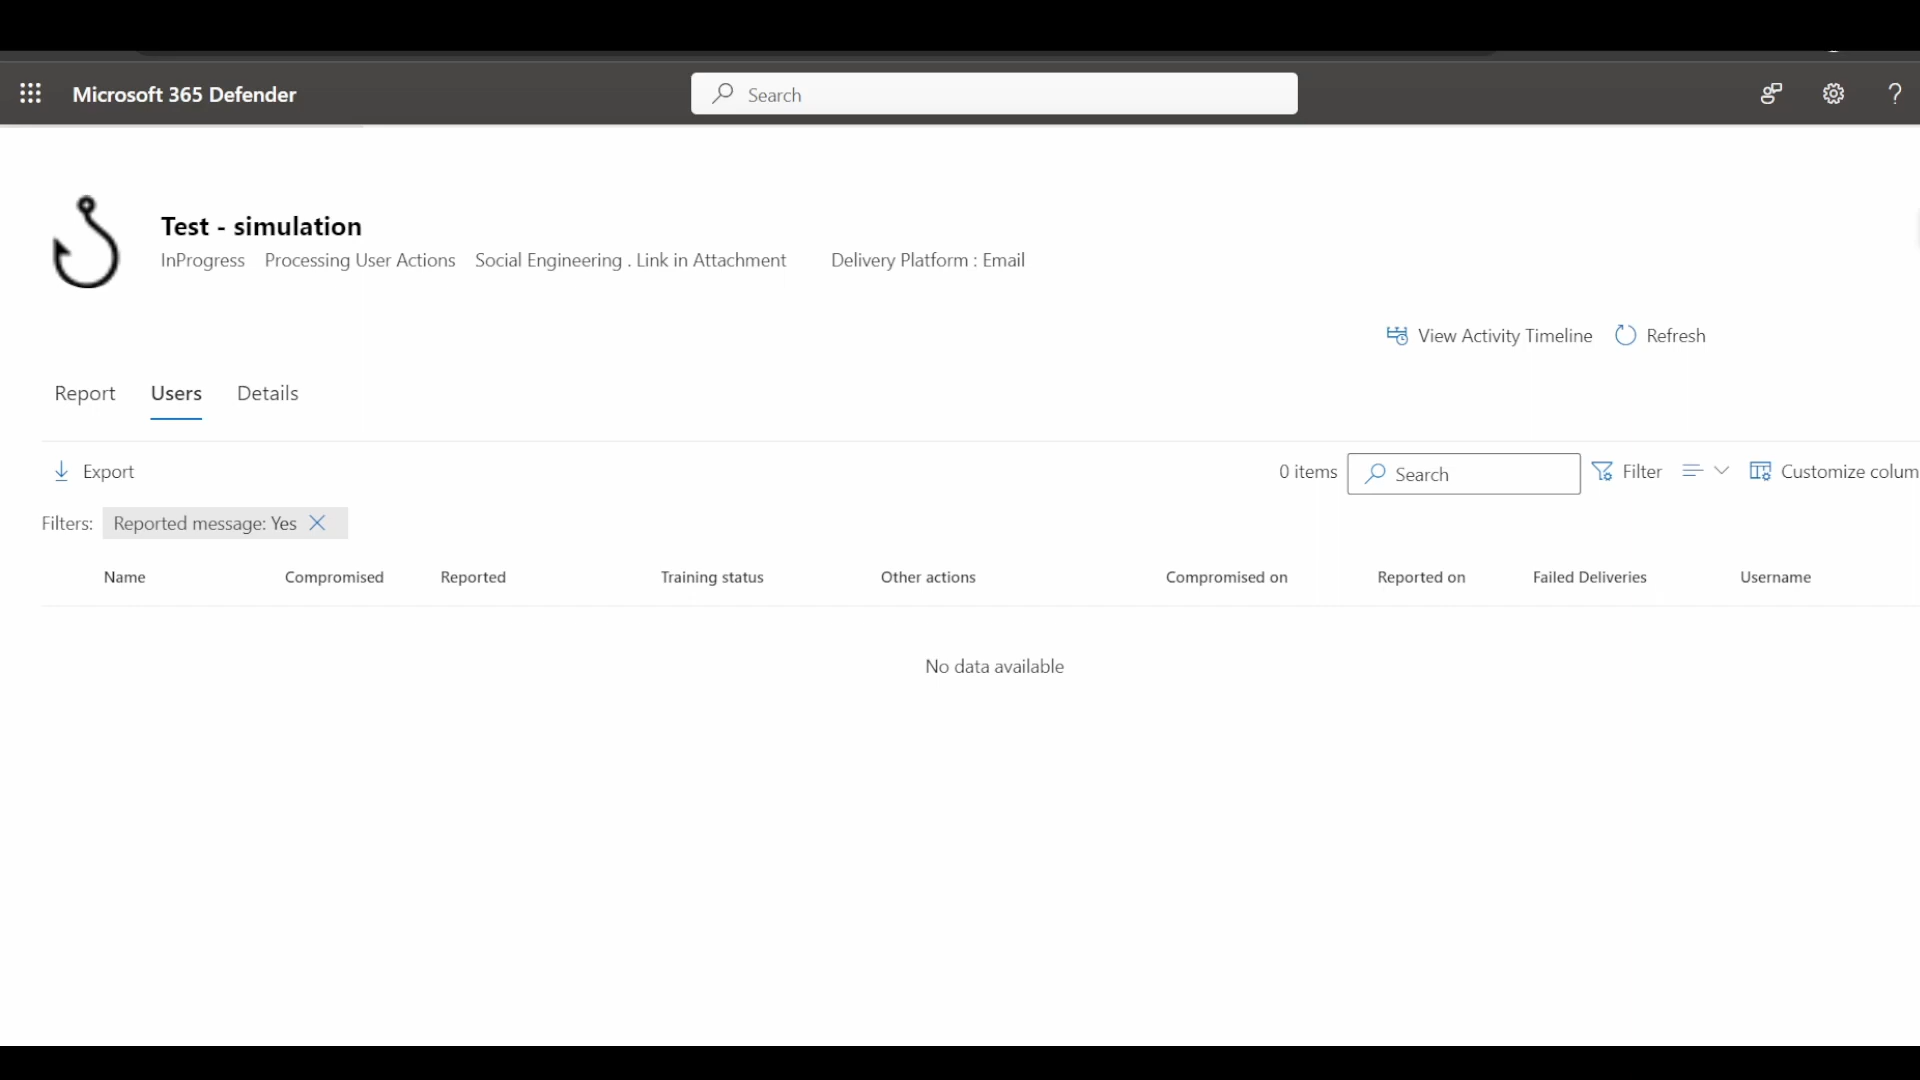 Microsoft 365 Defender
Search
?
Test - simulation
InProgress Processing User Actions Social Engineering . Link in Attachment Delivery Platform : Email
View Activity Timeline Refresh
Report Users Details
Export
0 items Search Filter Customize colum
Filters: Reported message: Yes
Name Compromised Reported Training status Other actions Compromised on Reported on Failed Deliveries Username
No data available